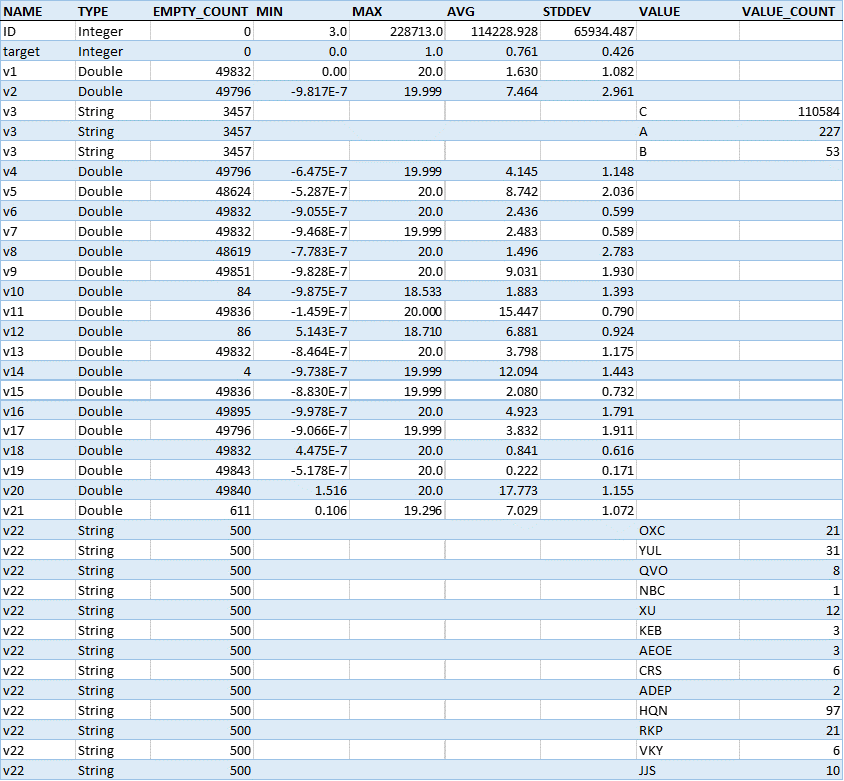 NAME TYPE EMPTY_COUNT MIN MAX AVG STDDEV VALUE VALUE_COUNT
ID Integer 0 3.0 228713.0 114228.928 65934.487
target Integer 0 0.0 1.0 0.761 0.426
v1 Double 49832 0.00 20.0 1.630 1.082
v2 Double 49796 -9.817E-7 19.999 7.464 2.961
v3 String 3457 C 110584
v3 String 3457 A 227
v3 String 3457 B 53
v4 Double 49796 -6.475E-7 19.999 4.145 1.148
v5 Double 48624 -5.287E-7 20.0 8.742 2.036
v6 Double 49832 -9.055E-7 20.0 2.436 0.599
v7 Double 49832 -9.468E-7 19.999 2.483 0.589
v8 Double 48619 -7.783E-7 20.0 1.496 2.783
v9 Double 49851 -9.828E-7 20.0 9.031 1.930
v10 Double 84 -9.875E-7 18.533 1.883 1.393
v11 Double 49836 -1.459E-7 20.000 15.447 0.790
v12 Double 86 5.143E-7 18.710 6.881 0.924
v13 Double 49832 -8.464E-7 20.0 3.798 1.175
v14 Double 4 -9.738E-7 19.999 12.094 1.443
v15 Double 49836 -8.830E-7 19.999 2.080 0.732
v16 Double 49895 -9.978E-7 20.0 4.923 1.791
v17 Double 49796 -9.066E-7 19.999 3.832 1.911
v18 Double 49832 4.475E-7 20.0 0.841 0.616
v19 Double 49843 -5.178E-7 20.0 0.222 0.171
v20 Double 49840 1.516 20.0 17.773 1.155
v21 Double 611 0.106 19.296 7.029 1.072
v22 String 500 OXC 21
v22 String 500 YUL 31
v22 String 500 QVO 8
v22 String 500 NBC 1
v22 String 500 XU 12
v22 String 500 KEB 3
v22 String 500 AEOE 3
v22 String 500 CRS 6
v22 String 500 ADEP 2
v22 String 500 HQN 97
v22 String 500 RKP 21
v22 String 500 VKY 6
v22 String 500 JJS 10